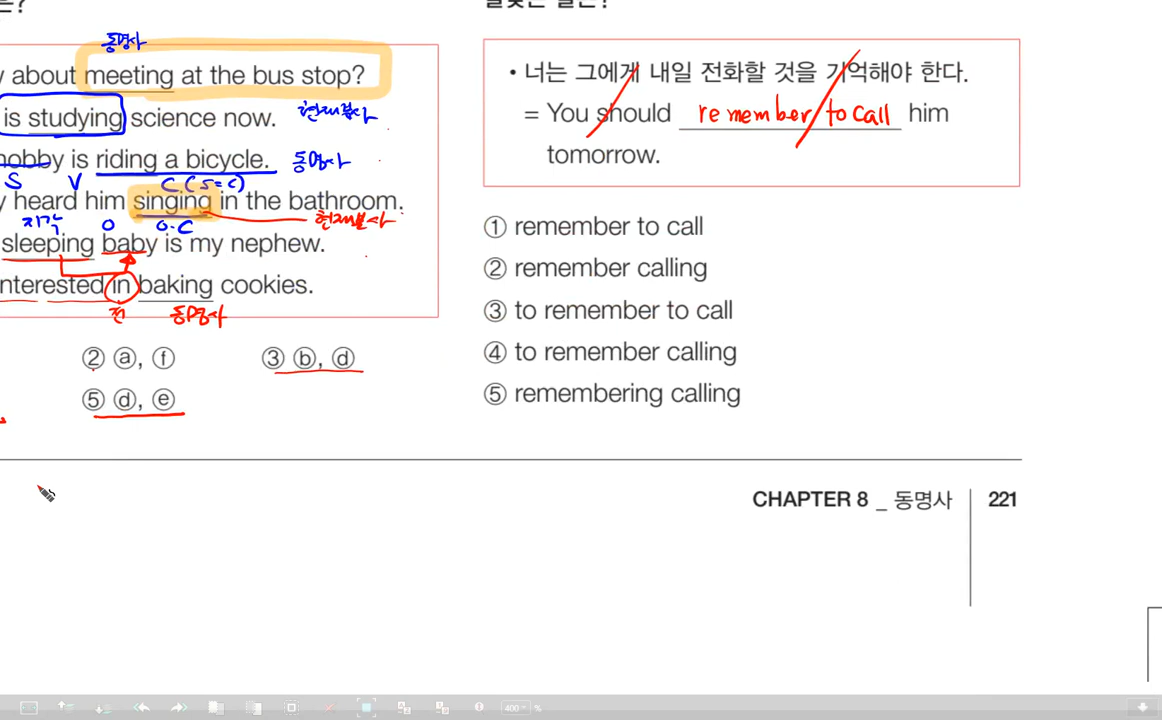 은?
동명사
y about meeting at the bus stop?
is studying science now. 현재분사
hobby is riding a bicycle. 동명사
S V C (S=C)
y heard him singing in the bathroom.
지각 O O·C 현재분사
sleeping baby is my nephew.
nterested in baking cookies.
전 동명사
② ⓐ, ⓕ ③ ⓑ, ⓓ
⑤ ⓓ, ⓔ
• 너는 그에게 내일 전화할 것을 기억해야 한다.
= You should remember to call him
tomorrow.
① remember to call
② remember calling
③ to remember to call
④ to remember calling
⑤ remembering calling
CHAPTER 8 _ 동명사 221
400 %